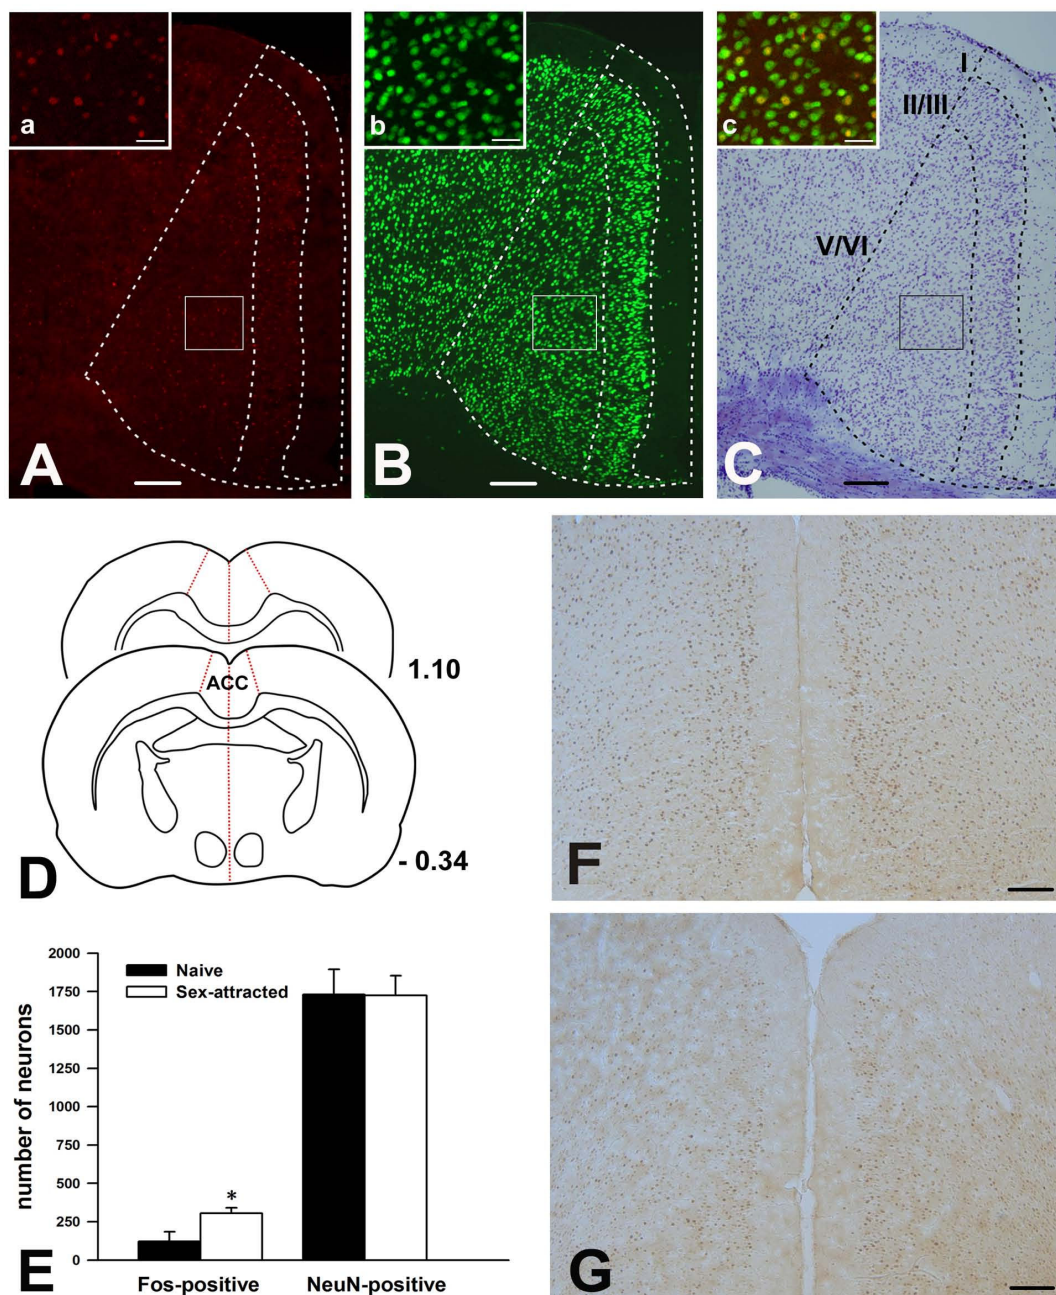 a
A
b
B
c
I
II/III
V/VI
C
1.10
ACC
- 0.34
D
F
2000
1750
1500
1250
1000
750
500
250
0
number of neurons
Naive
Sex-attracted
*
Fos-positive
NeuN-positive
E
G